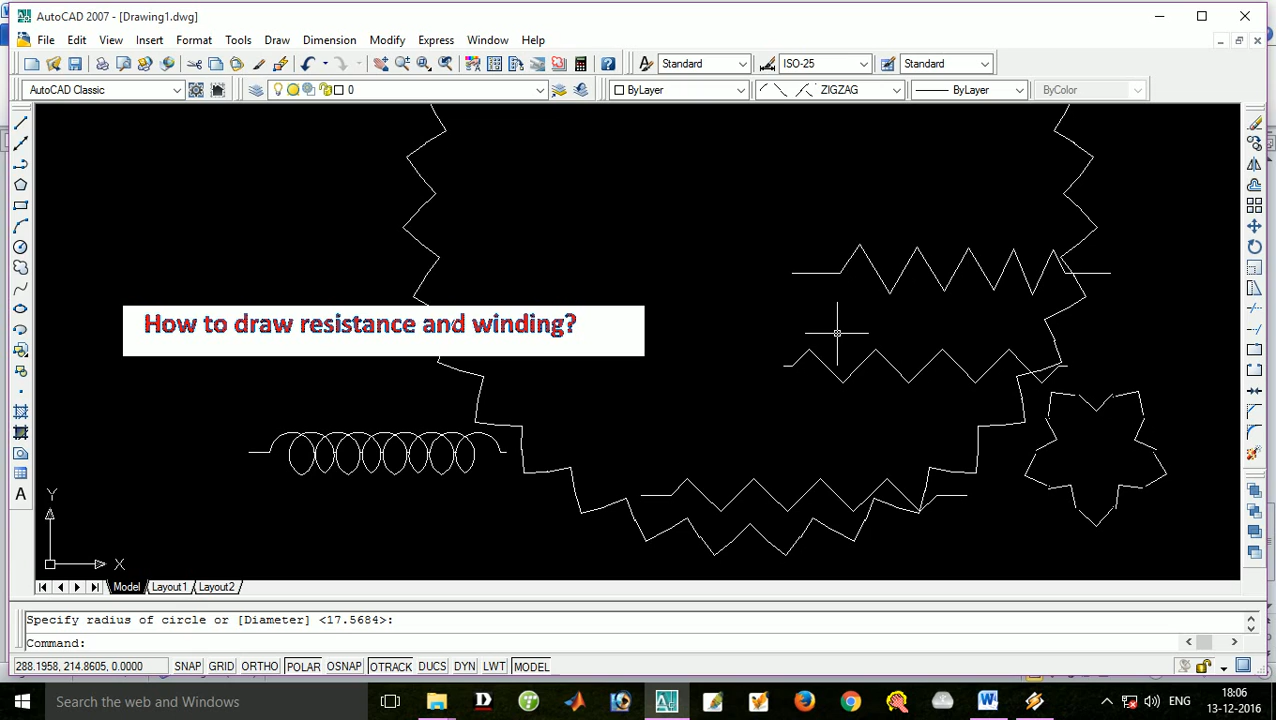 AutoCAD 2007 - [Drawing1.dwg]
File Edit View Insert Format Tools Draw Dimension Modify Express Window Help
Standard ISO-25 Standard
AutoCAD Classic 0 ByLayer ZIGZAG ByLayer ByColor
How to draw resistance and winding?
Y
X
Model Layout1 Layout2
Specify radius of circle or [Diameter] <17.5684>:
Command:
288.1958, 214.8605, 0.0000 SNAP GRID ORTHO POLAR OSNAP OTRACK DUCS DYN LWT MODEL
Search the web and Windows
ENG
18:06
13-12-2016